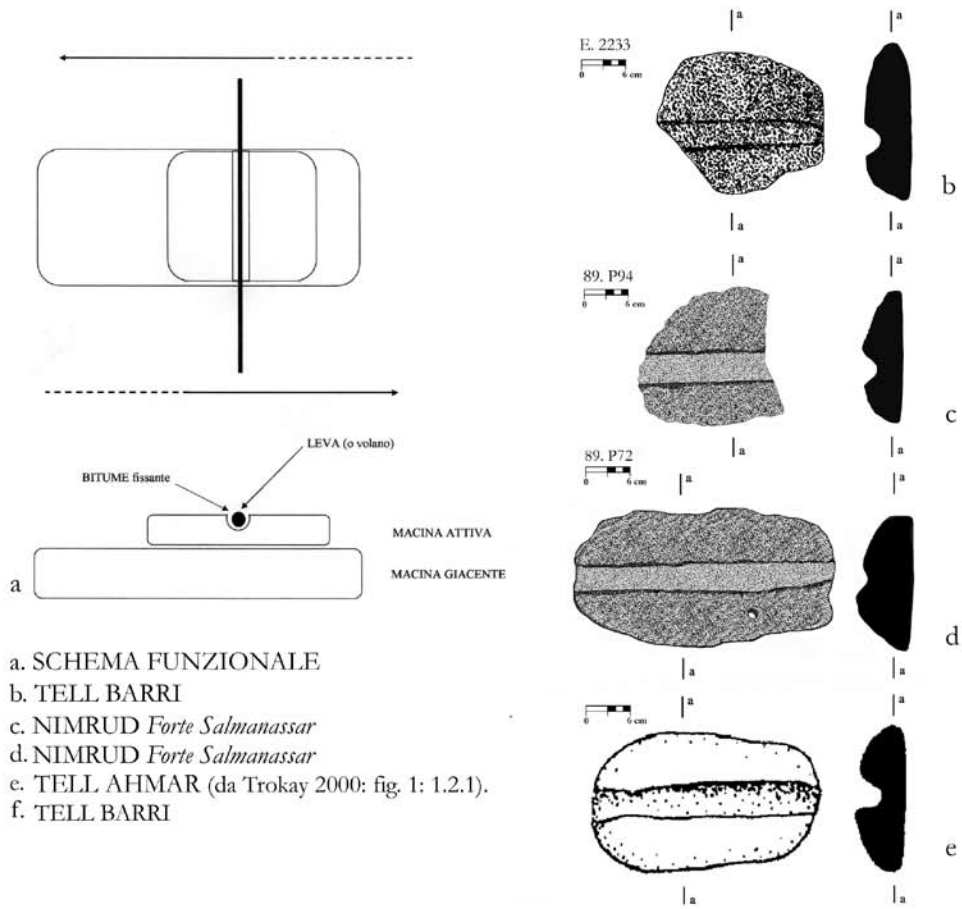 LEVA (o volano)
BITUME fissante
MACINA ATTIVA
MACINA GIACENTE
a
a. SCHEMA FUNZIONALE
b. TELL BARRI
c. NIMRUD Forte Salmanassar
d. NIMRUD Forte Salmanassar
e. TELL AHMAR (da Trokay 2000: fig. 1: 1.2.1).
f. TELL BARRI
a a
E. 2233
0 6 cm
b
a a
a a
89. P94
0 6 cm
c
a a
89. P72
0 6 cm
a a
d
a a
a a
0 6 cm
e
a a